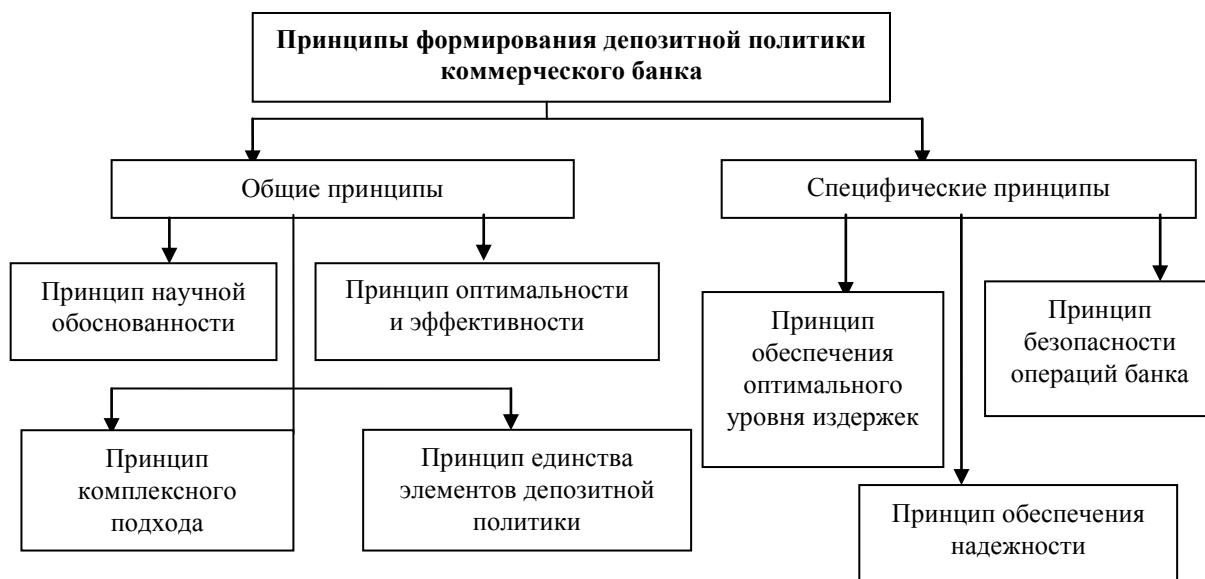 Принципы формирования депозитной политики
коммерческого банка
Общие принципы
Специфические принципы
Принцип научной
обоснованности
Принцип оптимальности
и эффективности
Принцип
обеспечения
оптимального
уровня издержек
Принцип
безопасности
операций банка
Принцип
комплексного
подхода
Принцип единства
элементов депозитной
политики
Принцип обеспечения
надежности